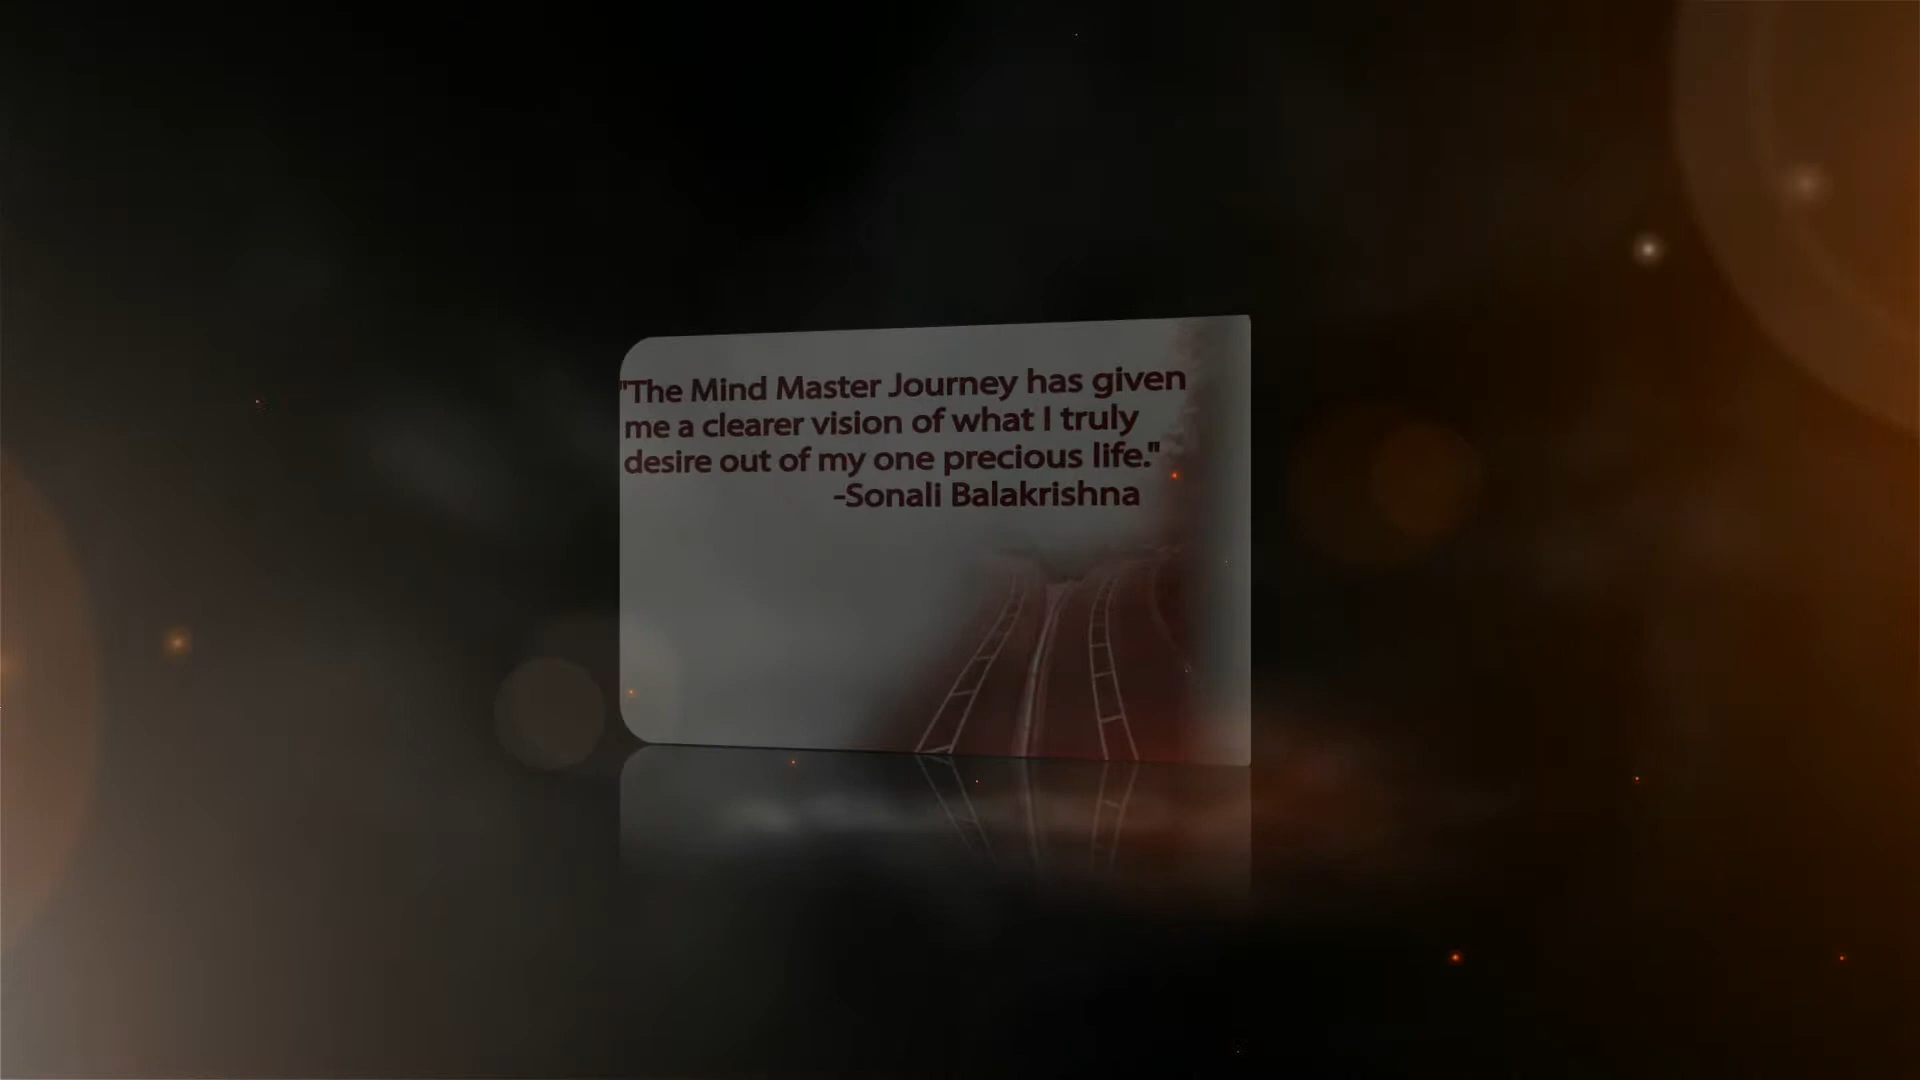 "The Mind Master Journey has given
me a clearer vision of what I truly
desire out of my one precious life."
-Sonali Balakrishna